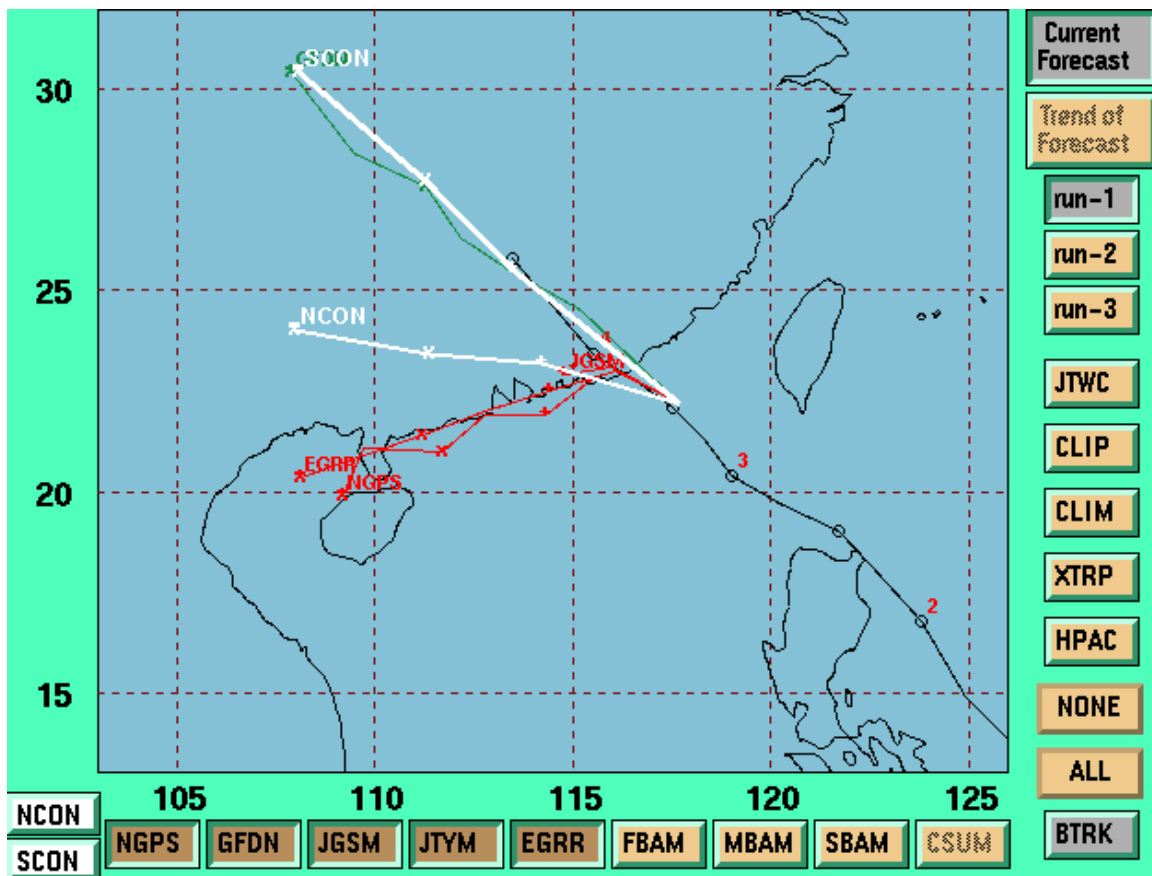 Current
Forecast
Trend of
Forecast
run-1
run-2
run-3
JTWC
CLIP
CLIM
XTRP
HPAC
NONE
ALL
BTRK
SCON
30
25
NCON
4
JGSM
20
EGRR
NGPS
3
2
15
105 110 115 120 125
NCON
SCON
NGPS GFDN JGSM JTYM EGRR FBAM MBAM SBAM CSUM